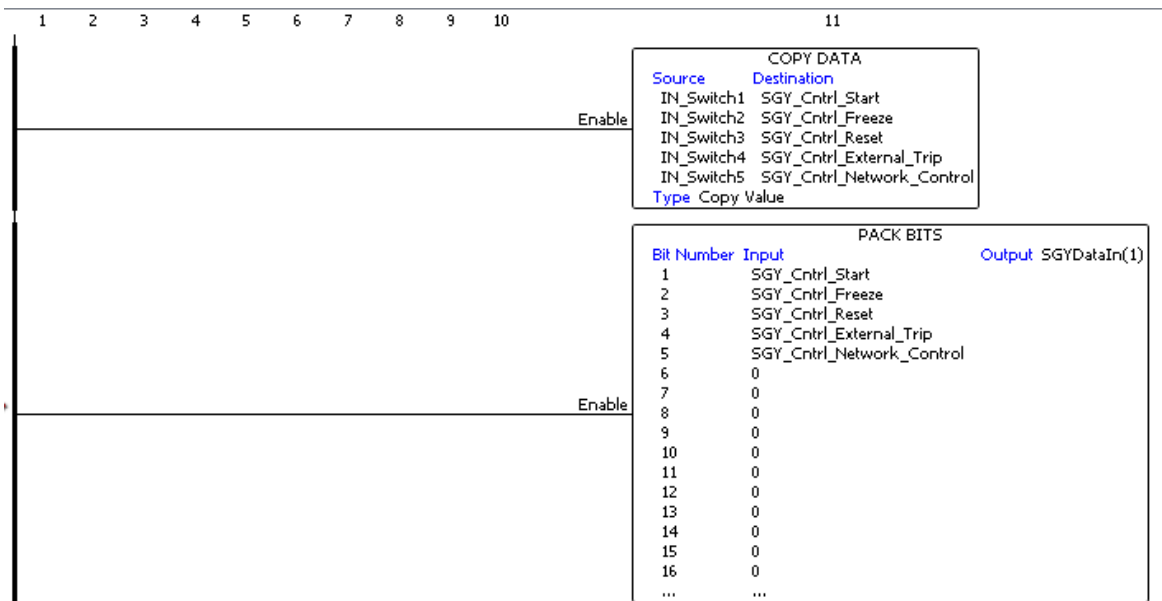 1 2 3 4 5 6 7 8 9 10 11
COPY DATA
Source Destination
IN_Switch1 SGY_Cntrl_Start
Enable IN_Switch2 SGY_Cntrl_Freeze
IN_Switch3 SGY_Cntrl_Reset
IN_Switch4 SGY_Cntrl_External_Trip
IN_Switch5 SGY_Cntrl_Network_Control
Type Copy Value
PACK BITS
Bit Number Input Output SGYDataIn(1)
1 SGY_Cntrl_Start
2 SGY_Cntrl_Freeze
3 SGY_Cntrl_Reset
4 SGY_Cntrl_External_Trip
5 SGY_Cntrl_Network_Control
6 0
7 0
Enable 8 0
9 0
10 0
11 0
12 0
13 0
14 0
15 0
16 0
... ...